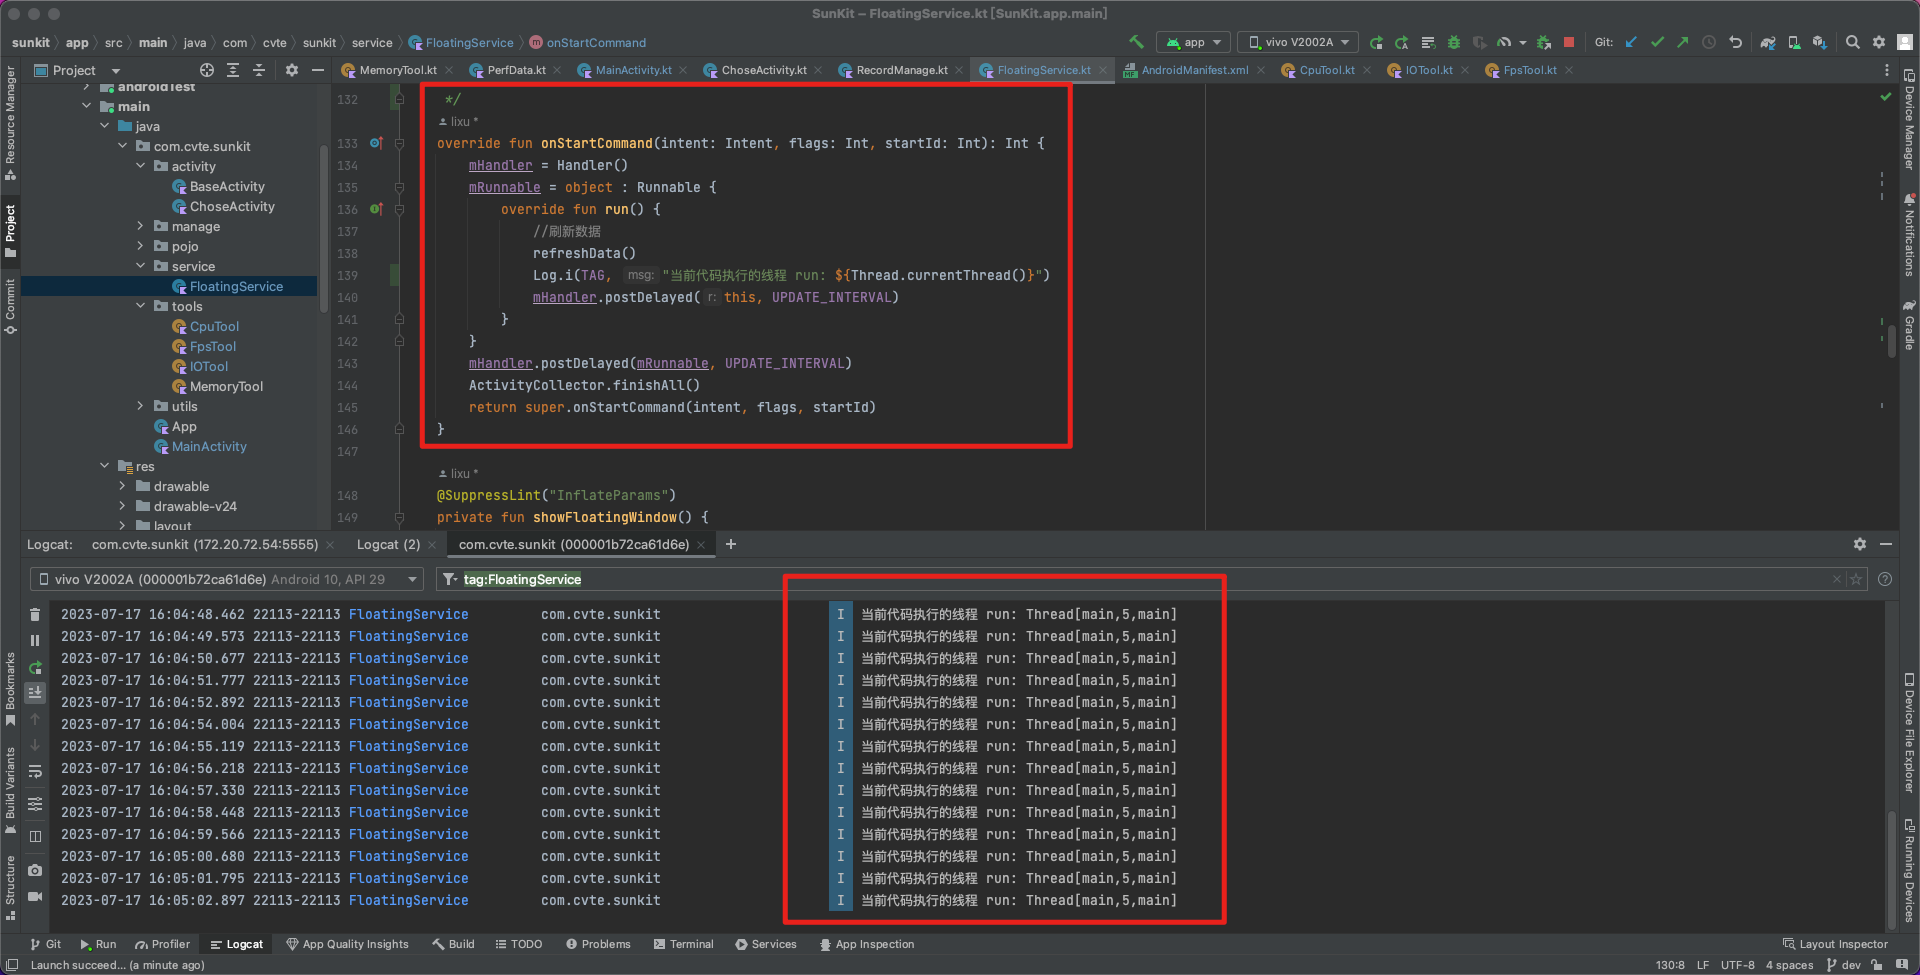 SunKit – FloatingService.kt [SunKit.app.main]
sunkit app src main java com cvte sunkit service FloatingService onStartCommand
app vivo V2002A Git:
Project
MemoryTool.kt PerfData.kt MainActivity.kt ChoseActivity.kt RecordManage.kt FloatingService.kt AndroidManifest.xml CpuTool.kt IOTool.kt FpsTool.kt
Resource Manager
Project
Commit
Bookmarks
Build Variants
Structure
androidTest
main
java
com.cvte.sunkit
activity
BaseActivity
ChoseActivity
manage
pojo
service
FloatingService
tools
CpuTool
FpsTool
IOTool
MemoryTool
utils
App
MainActivity
res
drawable
drawable-v24
layout
132 */
lixu *
133 override fun onStartCommand(intent: Intent, flags: Int, startId: Int): Int {
134 mHandler = Handler()
135 mRunnable = object : Runnable {
136 override fun run() {
137 //刷新数据
138 refreshData()
139 Log.i(TAG, msg: "当前代码执行的线程 run: ${Thread.currentThread()}")
140 mHandler.postDelayed( r: this, UPDATE_INTERVAL)
141 }
142 }
143 mHandler.postDelayed(mRunnable, UPDATE_INTERVAL)
144 ActivityCollector.finishAll()
145 return super.onStartCommand(intent, flags, startId)
146 }
147
lixu *
148 @SuppressLint("InflateParams")
149 private fun showFloatingWindow() {
Device Manager
Notifications
Gradle
Device File Explorer
Running Devices
Logcat: com.cvte.sunkit (172.20.72.54:5555) Logcat (2) com.cvte.sunkit (000001b72ca61d6e)
vivo V2002A (000001b72ca61d6e) Android 10, API 29 tag:FloatingService
2023-07-17 16:04:48.462 22113-22113 FloatingService com.cvte.sunkit I 当前代码执行的线程 run: Thread[main,5,main]
2023-07-17 16:04:49.573 22113-22113 FloatingService com.cvte.sunkit I 当前代码执行的线程 run: Thread[main,5,main]
2023-07-17 16:04:50.677 22113-22113 FloatingService com.cvte.sunkit I 当前代码执行的线程 run: Thread[main,5,main]
2023-07-17 16:04:51.777 22113-22113 FloatingService com.cvte.sunkit I 当前代码执行的线程 run: Thread[main,5,main]
2023-07-17 16:04:52.892 22113-22113 FloatingService com.cvte.sunkit I 当前代码执行的线程 run: Thread[main,5,main]
2023-07-17 16:04:54.004 22113-22113 FloatingService com.cvte.sunkit I 当前代码执行的线程 run: Thread[main,5,main]
2023-07-17 16:04:55.119 22113-22113 FloatingService com.cvte.sunkit I 当前代码执行的线程 run: Thread[main,5,main]
2023-07-17 16:04:56.218 22113-22113 FloatingService com.cvte.sunkit I 当前代码执行的线程 run: Thread[main,5,main]
2023-07-17 16:04:57.330 22113-22113 FloatingService com.cvte.sunkit I 当前代码执行的线程 run: Thread[main,5,main]
2023-07-17 16:04:58.448 22113-22113 FloatingService com.cvte.sunkit I 当前代码执行的线程 run: Thread[main,5,main]
2023-07-17 16:04:59.566 22113-22113 FloatingService com.cvte.sunkit I 当前代码执行的线程 run: Thread[main,5,main]
2023-07-17 16:05:00.680 22113-22113 FloatingService com.cvte.sunkit I 当前代码执行的线程 run: Thread[main,5,main]
2023-07-17 16:05:01.795 22113-22113 FloatingService com.cvte.sunkit I 当前代码执行的线程 run: Thread[main,5,main]
2023-07-17 16:05:02.897 22113-22113 FloatingService com.cvte.sunkit I 当前代码执行的线程 run: Thread[main,5,main]
Git Run Profiler Logcat App Quality Insights Build TODO Problems Terminal Services App Inspection Layout Inspector
Launch succeed... (a minute ago) 130:8 LF UTF-8 4 spaces dev